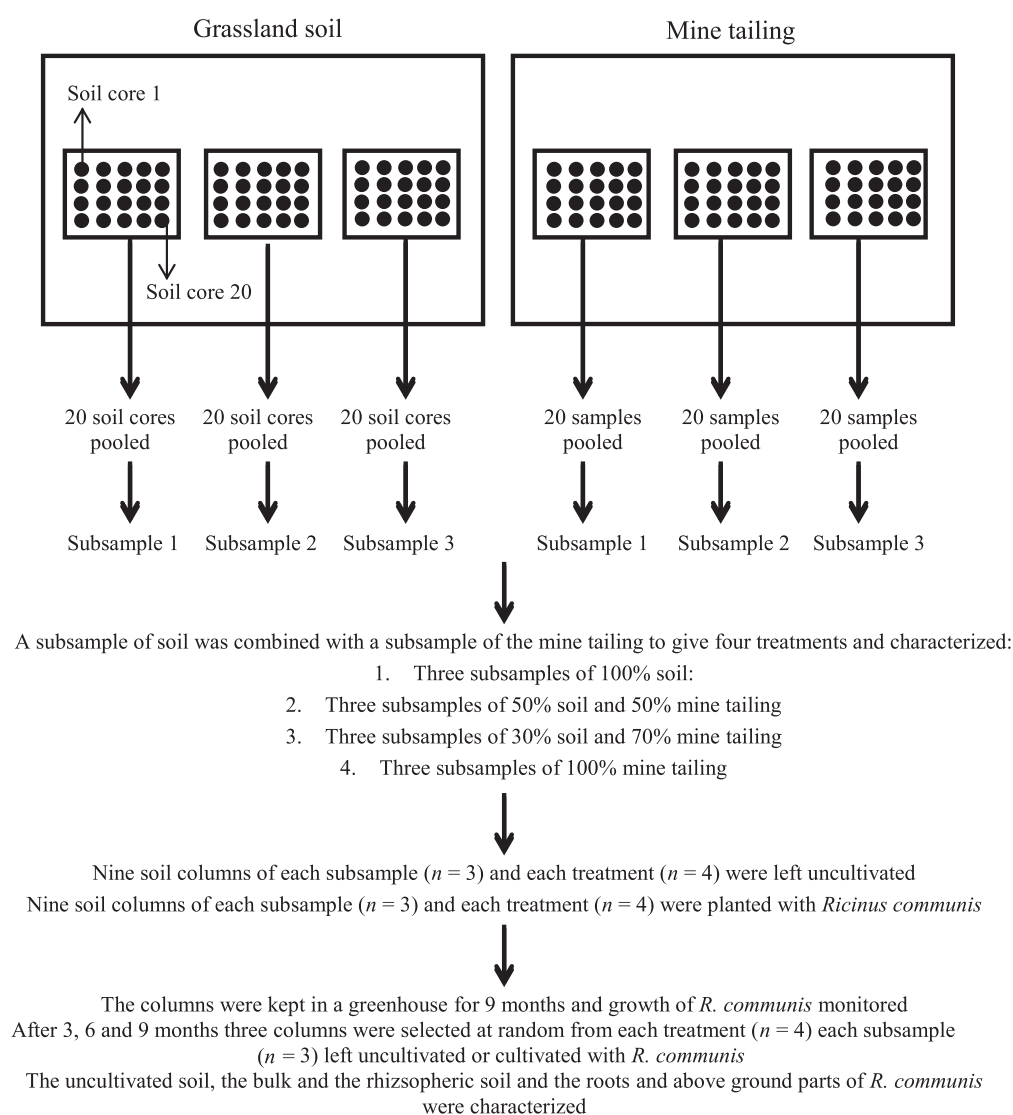 Grassland soil
Mine tailing
Soil core 1
Soil core 20
20 soil cores pooled
20 soil cores pooled
20 soil cores pooled
20 samples pooled
20 samples pooled
20 samples pooled
Subsample 1
Subsample 2
Subsample 3
Subsample 1
Subsample 2
Subsample 3
A subsample of soil was combined with a subsample of the mine tailing to give four treatments and characterized:
1. Three subsamples of 100% soil:
2. Three subsamples of 50% soil and 50% mine tailing
3. Three subsamples of 30% soil and 70% mine tailing
4. Three subsamples of 100% mine tailing
Nine soil columns of each subsample (n = 3) and each treatment (n = 4) were left uncultivated
Nine soil columns of each subsample (n = 3) and each treatment (n = 4) were planted with Ricinus communis
The columns were kept in a greenhouse for 9 months and growth of R. communis monitored
After 3, 6 and 9 months three columns were selected at random from each treatment (n = 4) each subsample
(n = 3) left uncultivated or cultivated with R. communis
The uncultivated soil, the bulk and the rhizsopheric soil and the roots and above ground parts of R. communis
were characterized